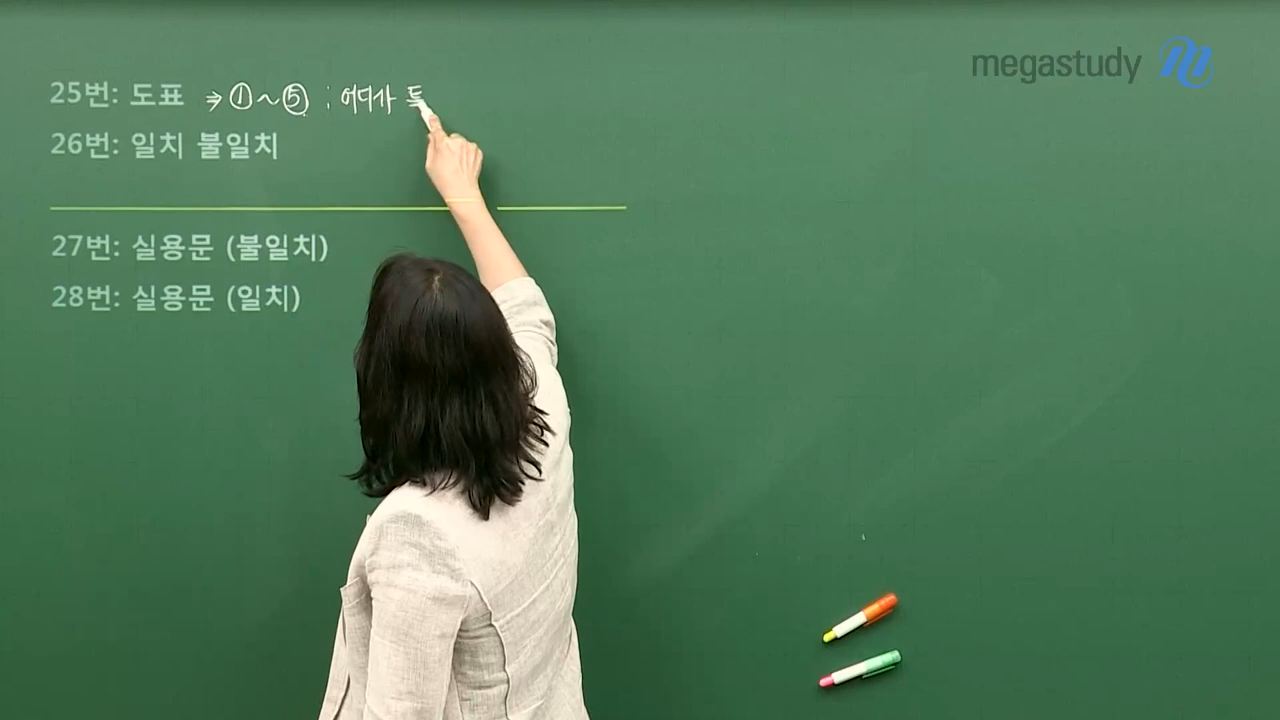 megastudy
25번: 도표 ⇒ ①~⑤ : 어디가
26번: 일치 불일치
27번: 실용문 (불일치)
28번: 실용문 (일치)